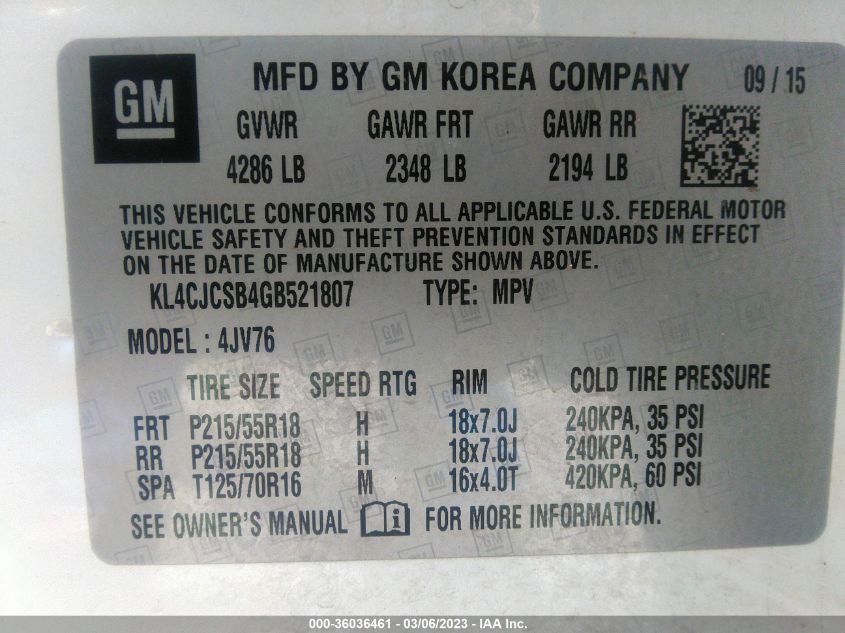 GM MFD BY GM KOREA COMPANY 09 / 15
GVWR GAWR FRT GAWR RR
4286 LB 2348 LB 2194 LB
THIS VEHICLE CONFORMS TO ALL APPLICABLE U.S. FEDERAL MOTOR
VEHICLE SAFETY AND THEFT PREVENTION STANDARDS IN EFFECT
ON THE DATE OF MANUFACTURE SHOWN ABOVE.
KL4CJCSB4GB521807 TYPE: MPV
MODEL : 4JV76
TIRE SIZE SPEED RTG RIM COLD TIRE PRESSURE
FRT P215/55R18 H 18x7.0J 240KPA, 35 PSI
RR P215/55R18 H 18x7.0J 240KPA, 35 PSI
SPA T125/70R16 M 16x4.0T 420KPA, 60 PSI
SEE OWNER'S MANUAL i FOR MORE INFORMATION.
000-36036461 - 03/06/2023 - IAA Inc.